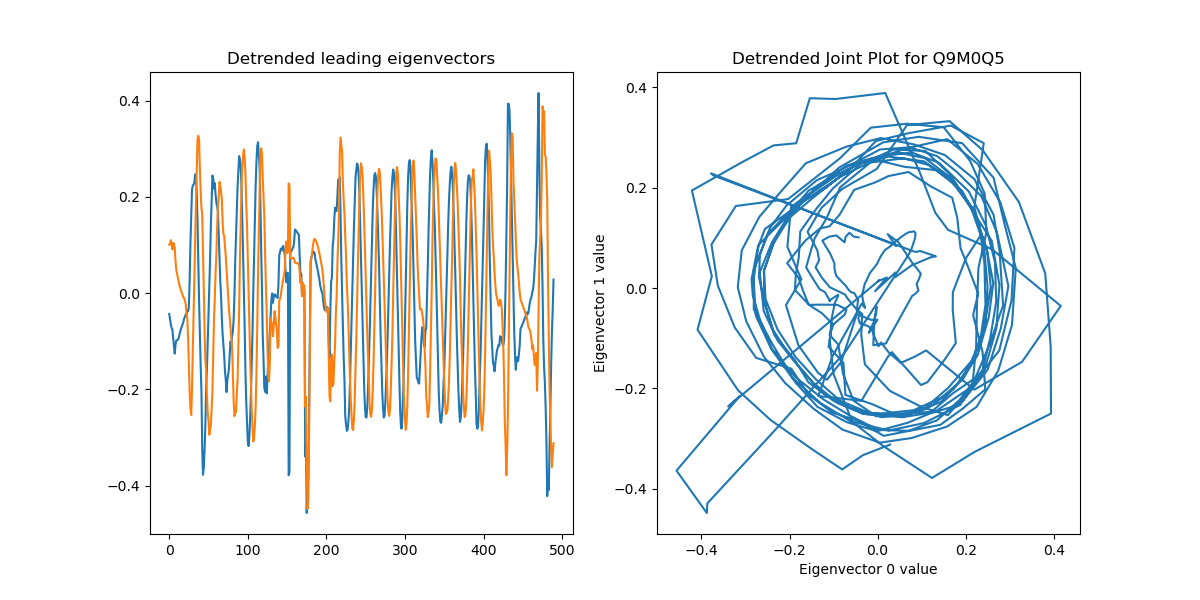 Detrended leading eigenvectors
0.4
0.2
0.0
−0.2
−0.4
0 100 200 300 400 500
Detrended Joint Plot for Q9M0Q5
Eigenvector 1 value
0.4
0.2
0.0
−0.2
−0.4
−0.4 −0.2 0.0 0.2 0.4
Eigenvector 0 value